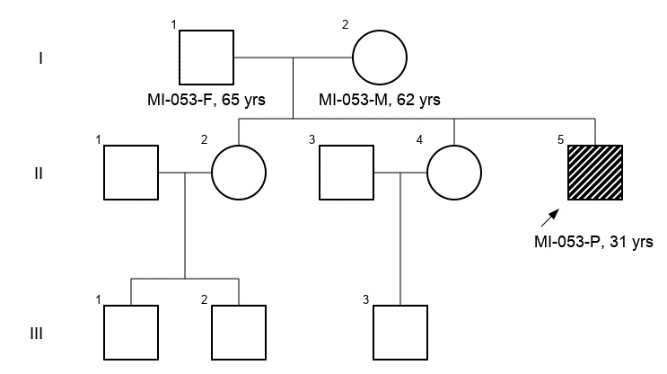 1
2
I
MI-053-F, 65 yrs
MI-053-M, 62 yrs
1
2
3
4
5
II
MI-053-P, 31 yrs
1
2
3
III